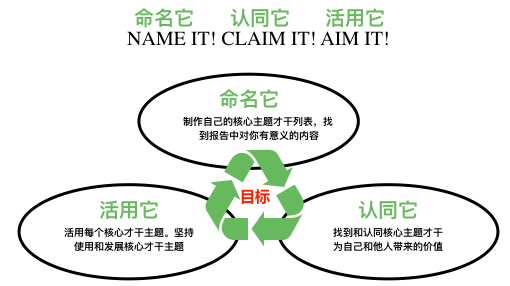 命名它 认同它 活用它
NAME IT! CLAIM IT! AIM IT!
命名它
制作自己的核心主题才干列表，找
到报告中对你有意义的内容
目标
活用它
活用每个核心才干主题。坚持
使用和发展核心才干主题
认同它
找到和认同核心主题才干
为自己和他人带来的价值